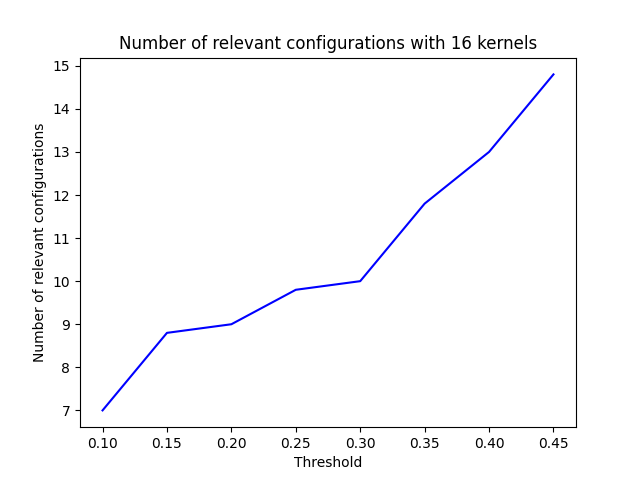 Number of relevant configurations with 16 kernels
15
14
13
12
11
10
9
8
7
Number of relevant configurations
0.10 0.15 0.20 0.25 0.30 0.35 0.40 0.45
Threshold